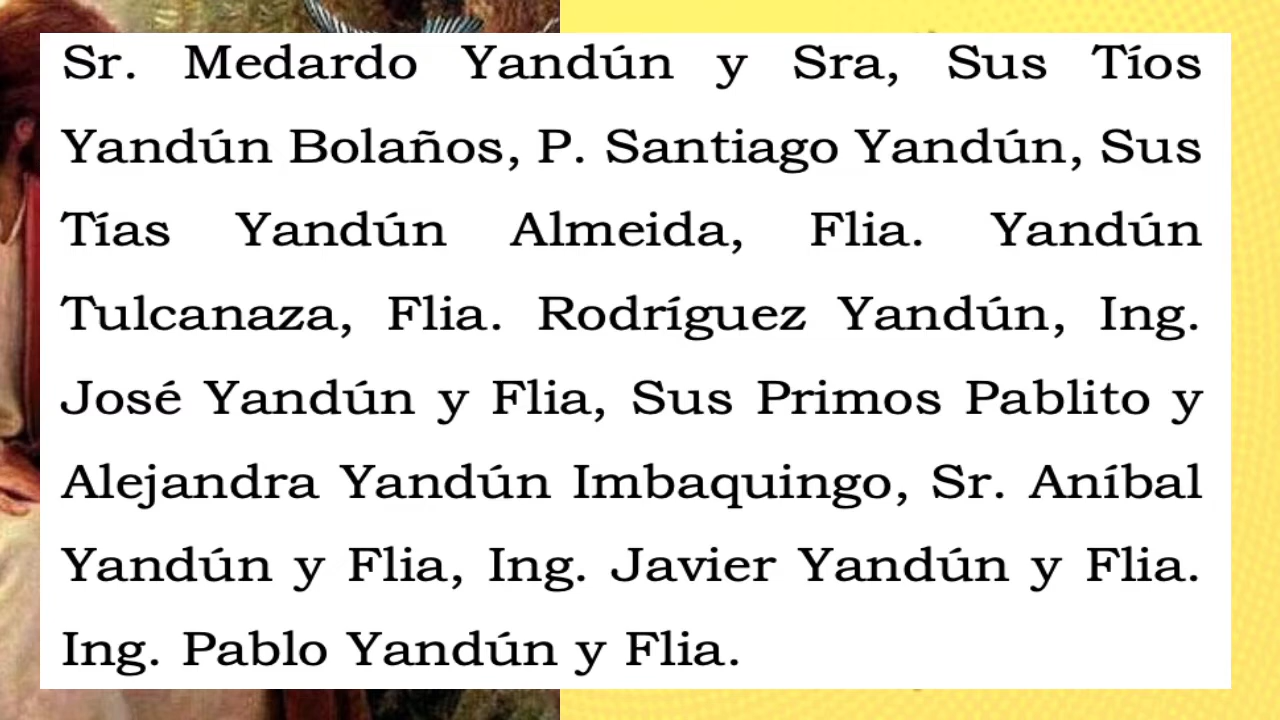 Sr. Medardo Yandún y Sra, Sus Tíos
Yandún Bolaños, P. Santiago Yandún, Sus
Tías Yandún Almeida, Flia. Yandún
Tulcanaza, Flia. Rodríguez Yandún, Ing.
José Yandún y Flia, Sus Primos Pablito y
Alejandra Yandún Imbaquingo, Sr. Aníbal
Yandún y Flia, Ing. Javier Yandún y Flia.
Ing. Pablo Yandún y Flia.